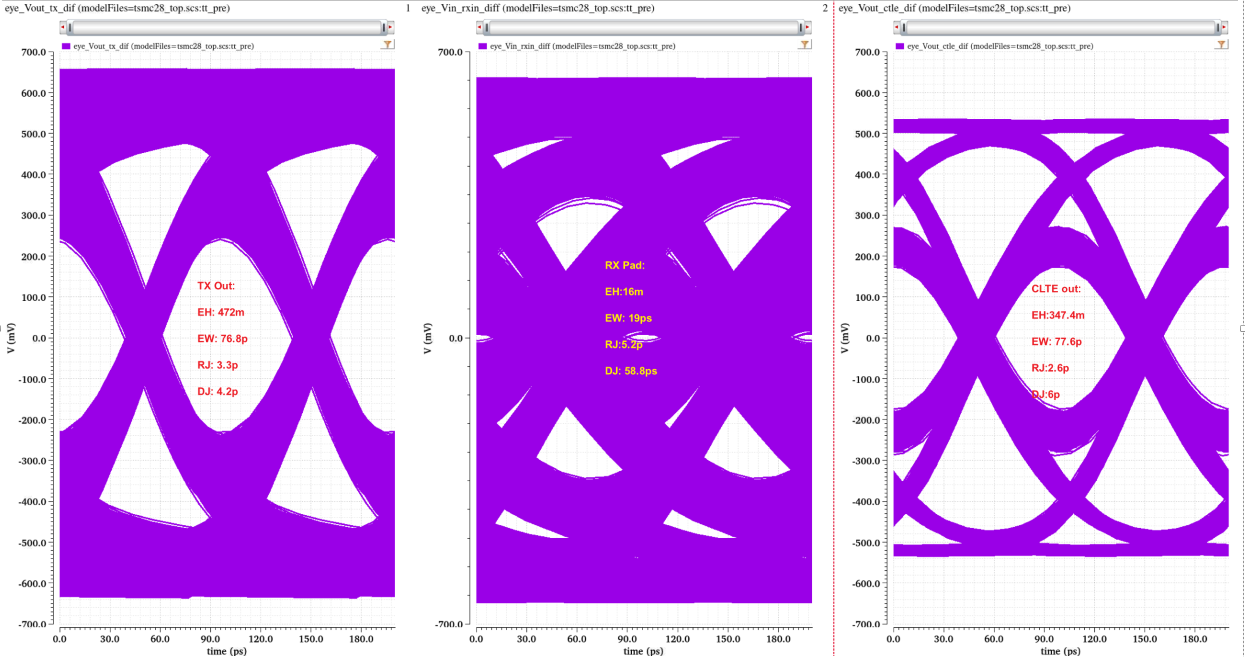 eye_Vout_tx_dif (modelFiles=tsmc28_top.scs:tt_pre)
1
eye_Vin_rxin_diff (modelFiles=tsmc28_top.scs:tt_pre)
2
eye_Vout_ctle_dif (modelFiles=tsmc28_top.scs:tt_pre)
eye_Vout_tx_dif (modelFiles=tsmc28_top.scs:tt_pre)
700.0
600.0
500.0
400.0
300.0
200.0
100.0
0.0
-100.0
-200.0
-300.0
-400.0
-500.0
-600.0
-700.0
V (mV)
TX Out:
EH: 472m
EW: 76.8p
RJ: 3.3p
DJ: 4.2p
0.0 30.0 60.0 90.0 120.0 150.0 180.0
time (ps)
eye_Vin_rxin_diff (modelFiles=tsmc28_top.scs:tt_pre)
700.0
0.0
-700.0
V (mV)
RX Pad:
EH:16m
EW: 19ps
RJ:5.2p
DJ: 58.8ps
0.0 30.0 60.0 90.0 120.0 150.0 180.0
time (ps)
eye_Vout_ctle_dif (modelFiles=tsmc28_top.scs:tt_pre)
700.0
600.0
500.0
400.0
300.0
200.0
100.0
0.0
-100.0
-200.0
-300.0
-400.0
-500.0
-600.0
-700.0
V (mV)
CLTE out:
EH:347.4m
EW: 77.6p
RJ:2.6p
DJ:6p
0.0 30.0 60.0 90.0 120.0 150.0 180.0
time (ps)